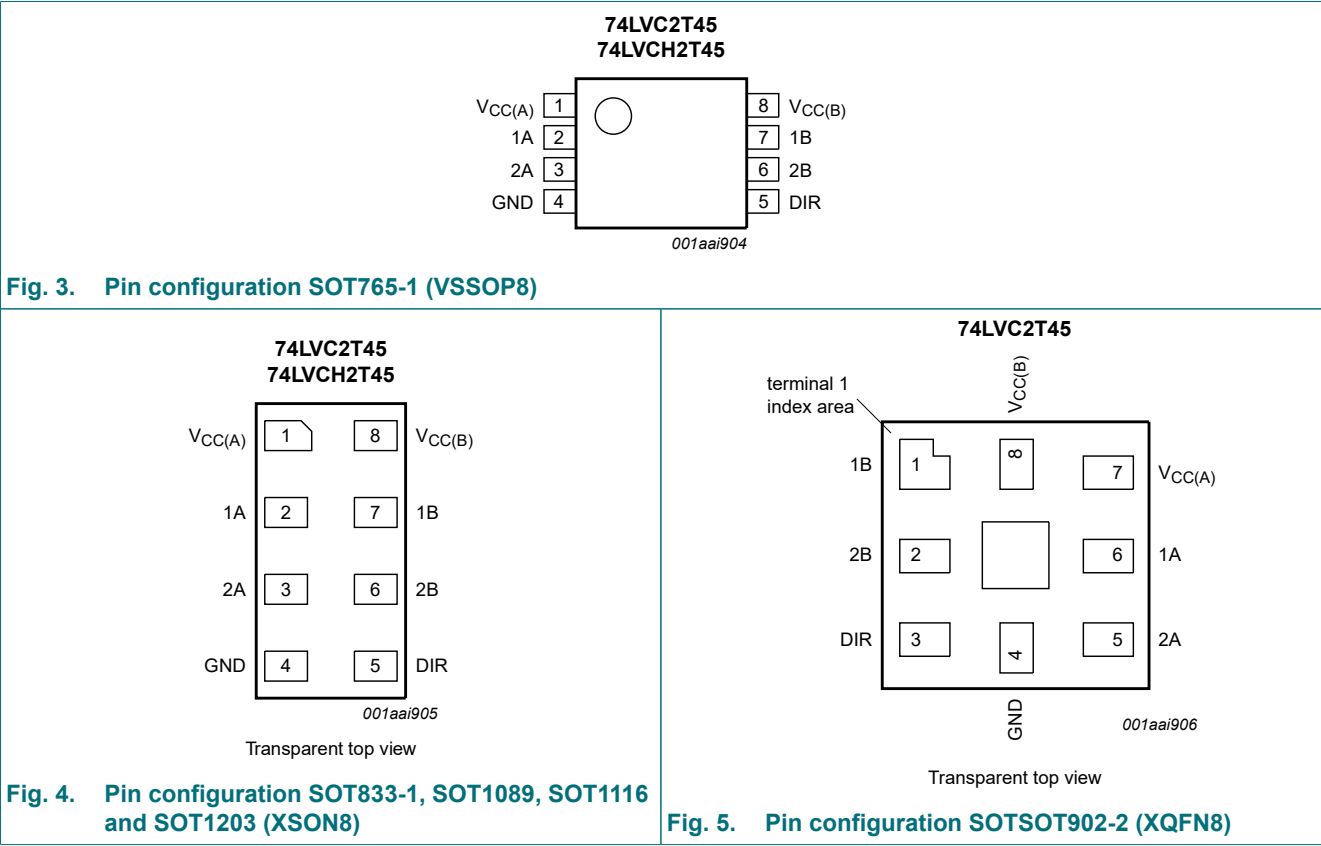 74LVC2T45
74LVCH2T45
VCC(A) 1 8 VCC(B)
1A 2 7 1B
2A 3 6 2B
GND 4 5 DIR
001aai904
Fig. 3. Pin configuration SOT765-1 (VSSOP8)
74LVC2T45
74LVCH2T45
VCC(A) 1 8 VCC(B)
1A 2 7 1B
2A 3 6 2B
GND 4 5 DIR
001aai905
Transparent top view
Fig. 4. Pin configuration SOT833-1, SOT1089, SOT1116
and SOT1203 (XSON8)
74LVC2T45
terminal 1
index area
VCC(B)
1B 1 8 7 VCC(A)
2B 2 6 1A
DIR 3 4 5 2A
GND
001aai906
Transparent top view
Fig. 5. Pin configuration SOTSOT902-2 (XQFN8)